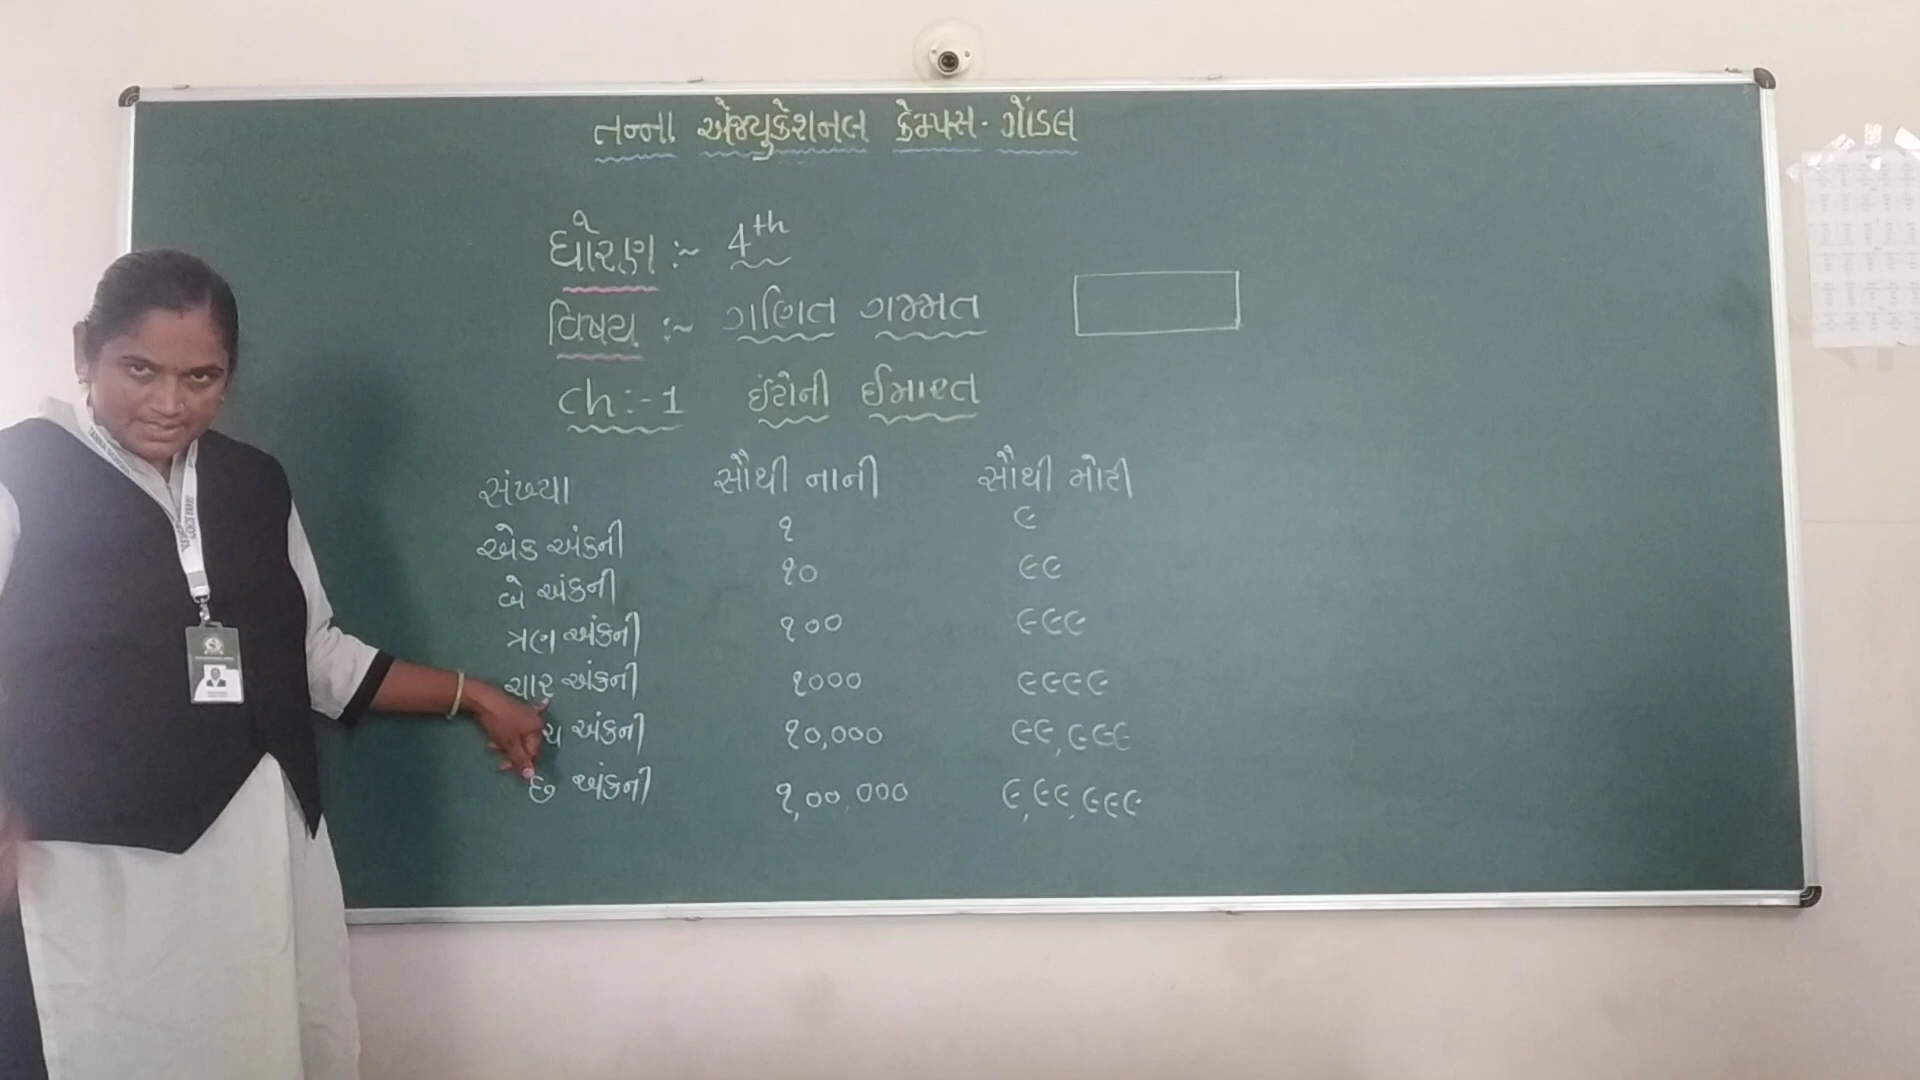 તન્ના એજ્યુકેશનલ કેમ્પસ - ગોંડલ
ધોરણ :- 4th
વિષય :- ગણિત ગમ્મત
ch :- 1 ઈંટોની ઈમારત
સંખ્યા સૌથી નાની સૌથી મોટી
એક અંકની ૧ ૯
બે અંકની ૧૦ ૯૯
ત્રણ અંકની ૧૦૦ ૯૯૯
ચાર અંકની ૧૦૦૦ ૯૯૯૯
ચ અંકની ૧૦,૦૦૦ ૯૯,૯૯૯
છ અંકની ૧,૦૦,૦૦૦ ૯,૯૯,૯૯૯